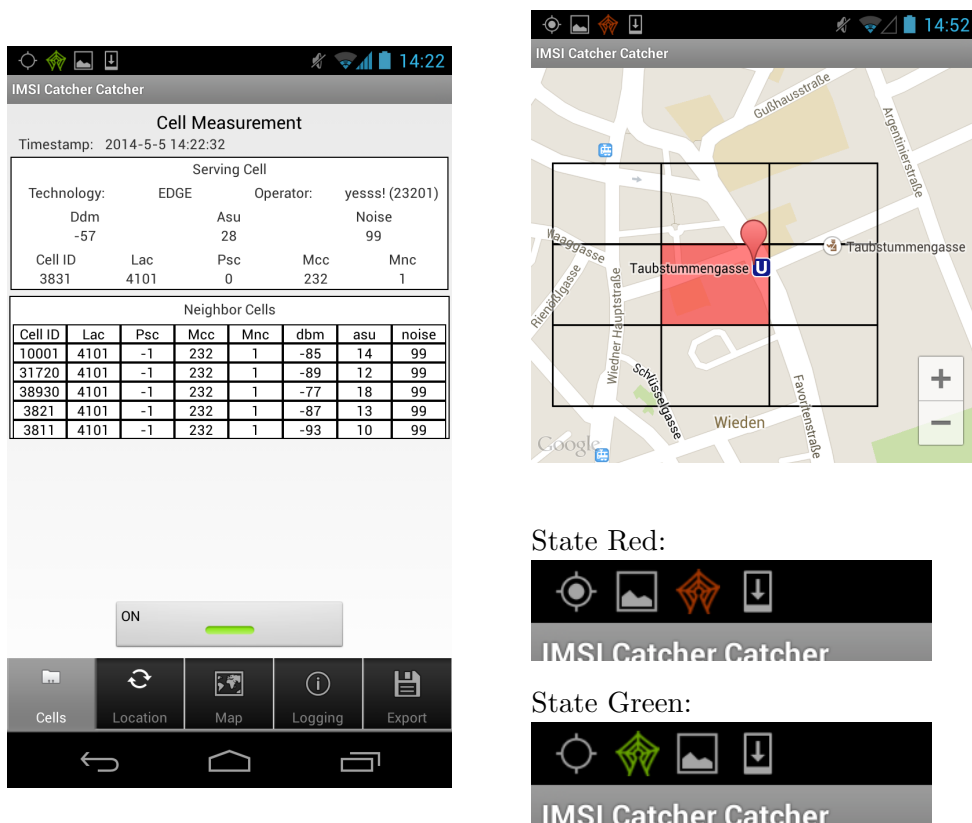 14:22
IMSI Catcher Catcher
Cell Measurement
Timestamp: 2014-5-5 14:22:32
Serving Cell
Technology: EDGE Operator: yesss! (23201)
Ddm Asu Noise
-57 28 99
Cell ID Lac Psc Mcc Mnc
3831 4101 0 232 1
Neighbor Cells
Cell ID Lac Psc Mcc Mnc dbm asu noise
10001 4101 -1 232 1 -85 14 99
31720 4101 -1 232 1 -89 12 99
38930 4101 -1 232 1 -77 18 99
3821 4101 -1 232 1 -87 13 99
3811 4101 -1 232 1 -93 10 99
ON
Cells Location Map Logging Export
14:52
IMSI Catcher Catcher
Gußhausstraße
Argentinierstraße
Waaggasse
Taubstummengasse
Taubstummengasse U
Rienößlgasse
Wiedner Hauptstraße
Schlüsselgasse
Favoritenstraße
Wieden
+
−
Google
State Red:
IMSI Catcher Catcher
State Green:
IMSI Catcher Catcher